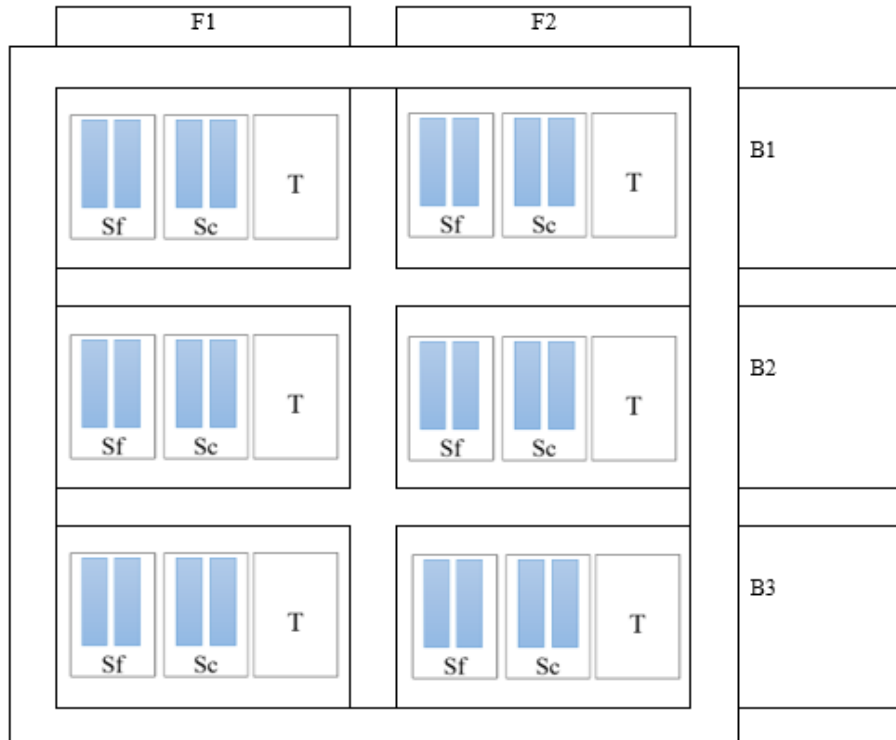 F1 F2
T T B1
Sf Sc Sf Sc
T T B2
Sf Sc Sf Sc
T T B3
Sf Sc Sf Sc